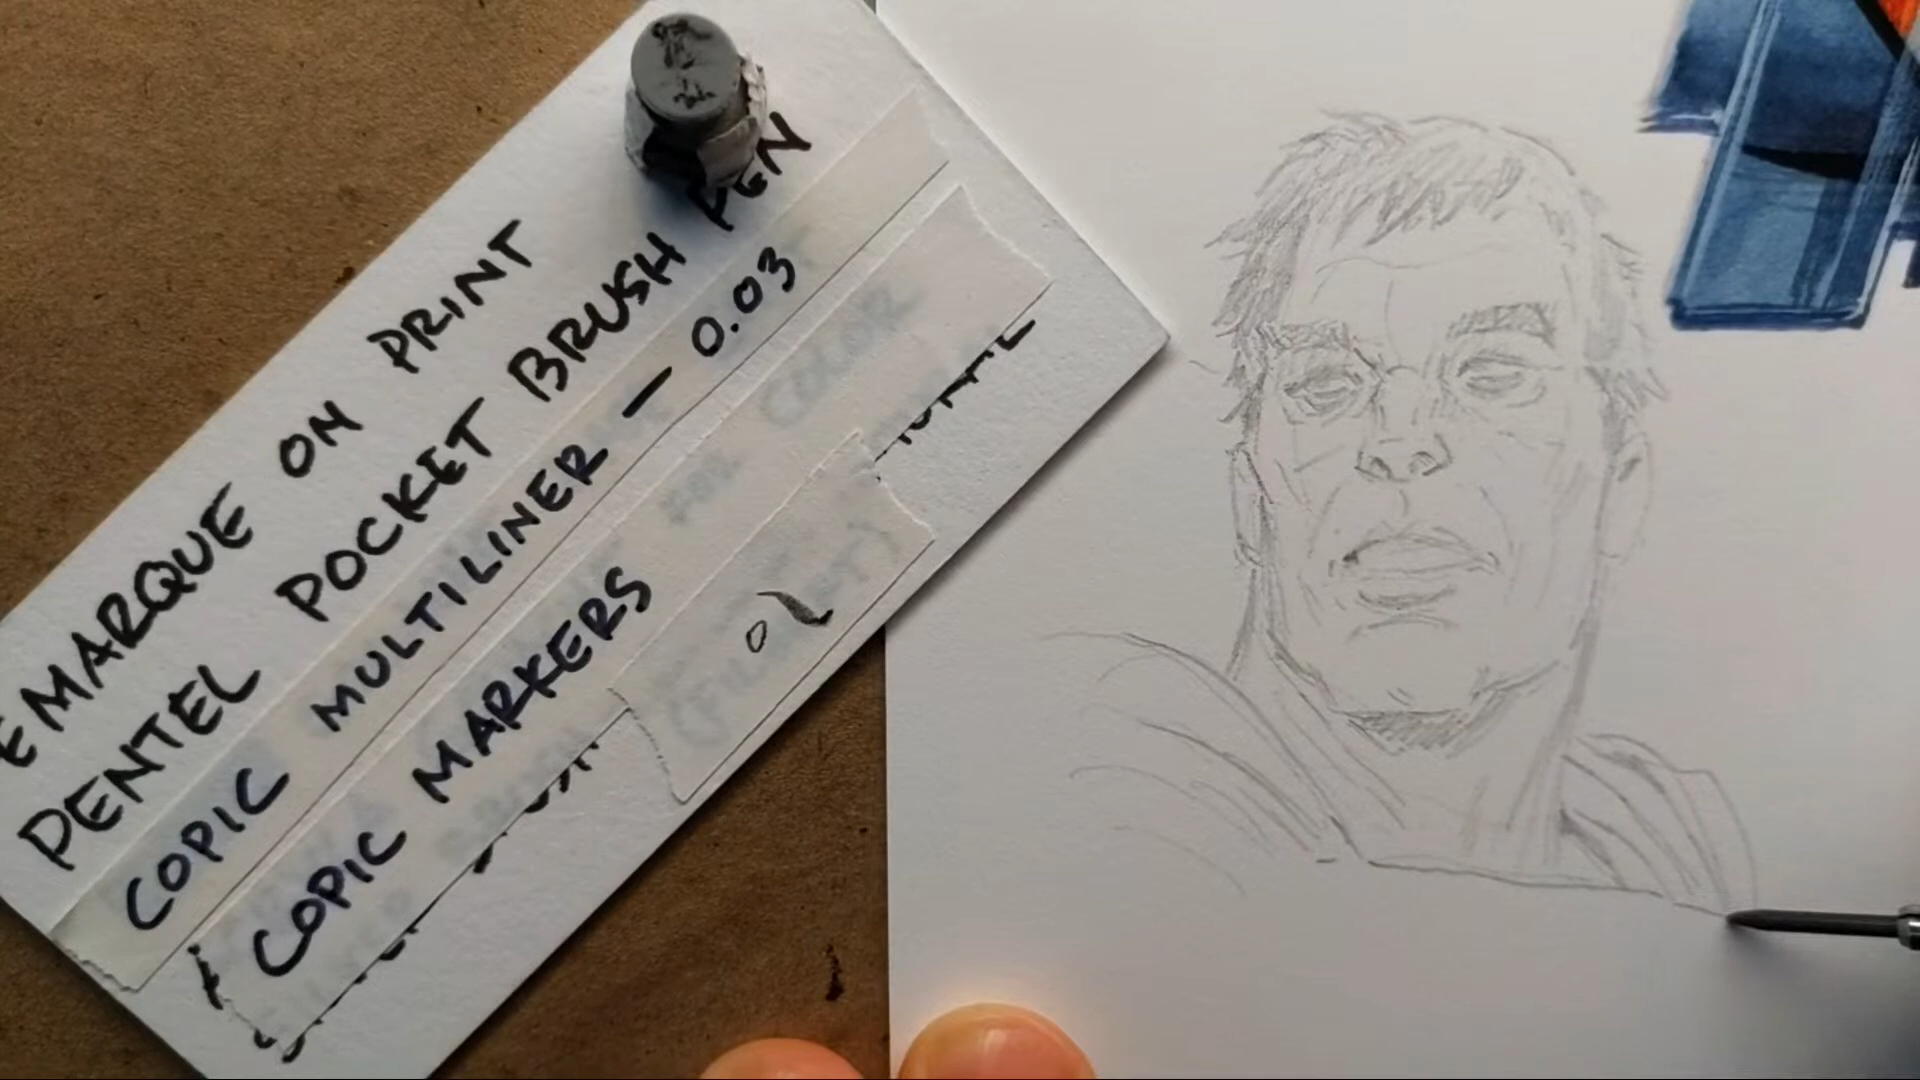 EMARQUE ON PRINT
PENTEL POCKET BRUSH PEN
COPIC MULTILINER - 0.03
COPIC MARKERS